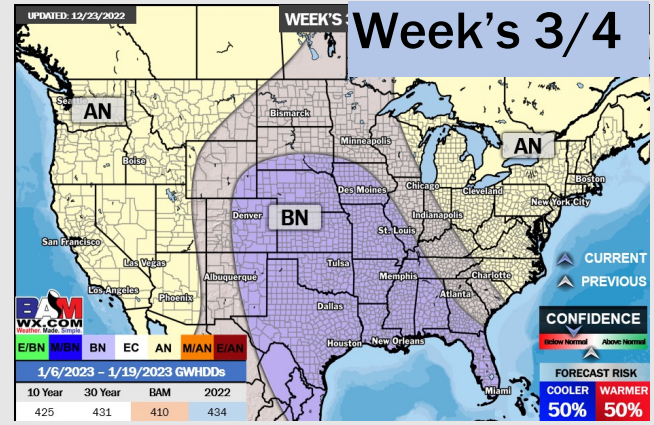 UPDATED: 12/23/2022
WEEK'S 3
Week's 3/4
Seat
AN
Bismarck
Minneapolis
AN
Boise
Boston
Des Moines
Chicago
Cleveland
New York City
Denver
BN
Indianapolis
St. Louis
San Francisco
CURRENT
Las Vegas
Albuquerque
Tulsa
Memphis
Charlotte
PREVIOUS
Los Angeles
Phoenix
Atlanta
Dallas
BAM
WX.COM
Weather. Made. Simple.
CONFIDENCE
Below Normal
Above Normal
Houston
New Orleans
E/BN M/BN BN EC AN M/AN E/AN
1/6/2023 – 1/19/2023 GWHDDs
FORECAST RISK
10 Year 30 Year BAM 2022
COOLER WARMER
Miami
425 431 410 434
50% 50%